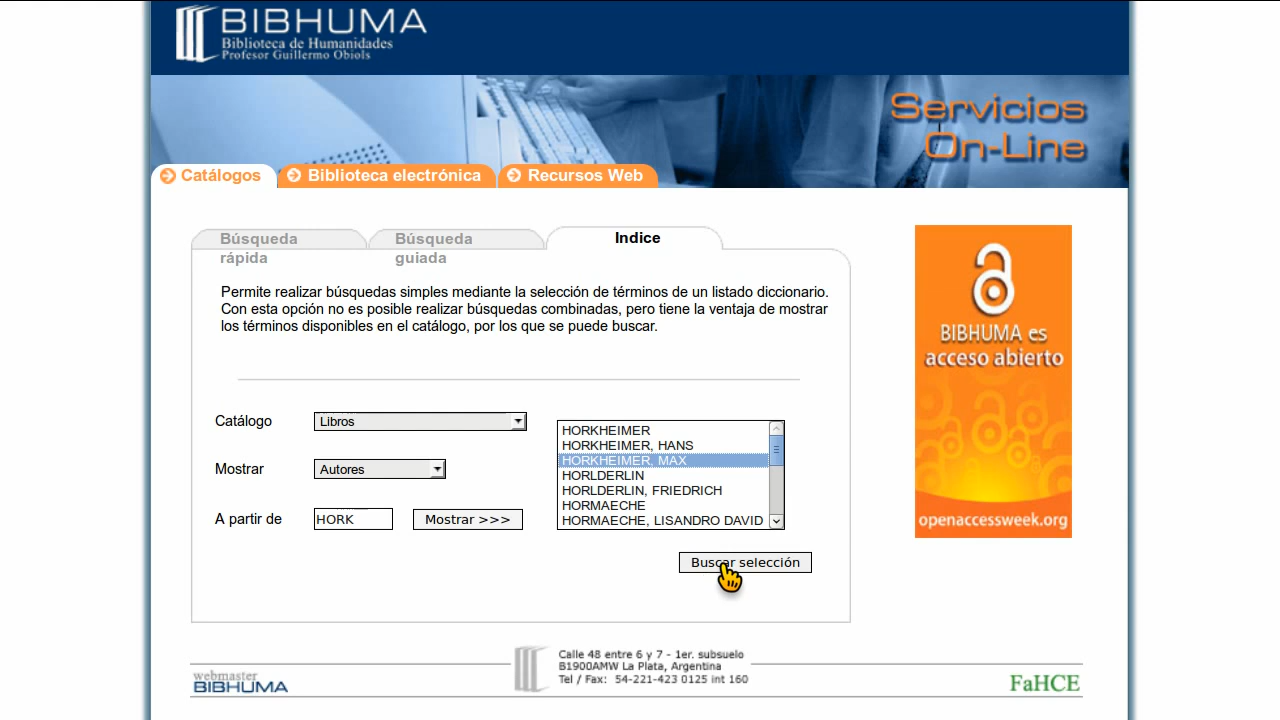 BIBHUMA
Biblioteca de Humanidades
Profesor Guillermo Obiols
Servicios
On-Line
Catálogos
Biblioteca electrónica
Recursos Web
Búsqueda
rápida
Búsqueda
guiada
Indice
Permite realizar búsquedas simples mediante la selección de términos de un listado diccionario.
Con esta opción no es posible realizar búsquedas combinadas, pero tiene la ventaja de mostrar
los términos disponibles en el catálogo, por los que se puede buscar.
Catálogo
Libros
Mostrar
Autores
A partir de
HORK
Mostrar >>>
HORKHEIMER
HORKHEIMER, HANS
HORKHEIMER, MAX
HORLDERLIN
HORLDERLIN, FRIEDRICH
HORMAECHE
HORMAECHE, LISANDRO DAVID
Buscar selección
BIBHUMA es
acceso abierto
openaccessweek.org
webmaster
BIBHUMA
Calle 48 entre 6 y 7 - 1er. subsuelo
B1900AMW La Plata, Argentina
Tel / Fax: 54-221-423 0125 int 160
FaHCE